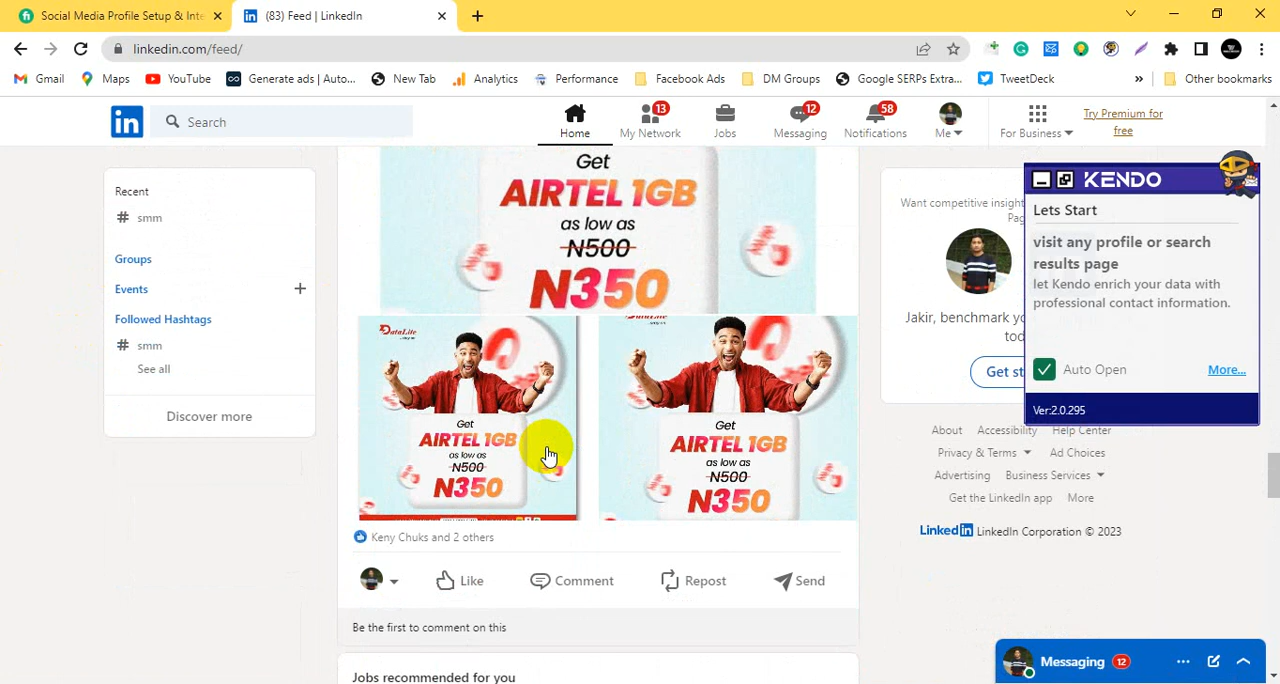 Social Media Profile Setup & Inte
(83) Feed | LinkedIn
linkedin.com/feed/
Gmail
Maps
YouTube
Generate ads | Auto...
New Tab
Analytics
Performance
Facebook Ads
DM Groups
Google SERPs Extra...
TweetDeck
»
Other bookmarks
in
Search
Home
13
My Network
Jobs
12
Messaging
58
Notifications
Me
For Business
Try Premium for
free
Recent
# smm
Groups
Events +
Followed Hashtags
# smm
See all
Discover more
Get
AIRTEL 1GB
as low as
N500
N350
DataLite
Get
AIRTEL 1GB
as low as
N500
N350
Get
AIRTEL 1GB
as low as
N500
N350
Keny Chuks and 2 others
Like
Comment
Repost
Send
Be the first to comment on this
Jobs recommended for you
Want competitive insight
Pag
Jakir, benchmark yo
toda
Get st
KENDO
Lets Start
visit any profile or search
results page
let Kendo enrich your data with
professional contact information.
Auto Open
More...
Ver:2.0.295
About
Accessibility
Help Center
Privacy & Terms
Ad Choices
Advertising
Business Services
Get the LinkedIn app
More
Linked in LinkedIn Corporation © 2023
Messaging 12